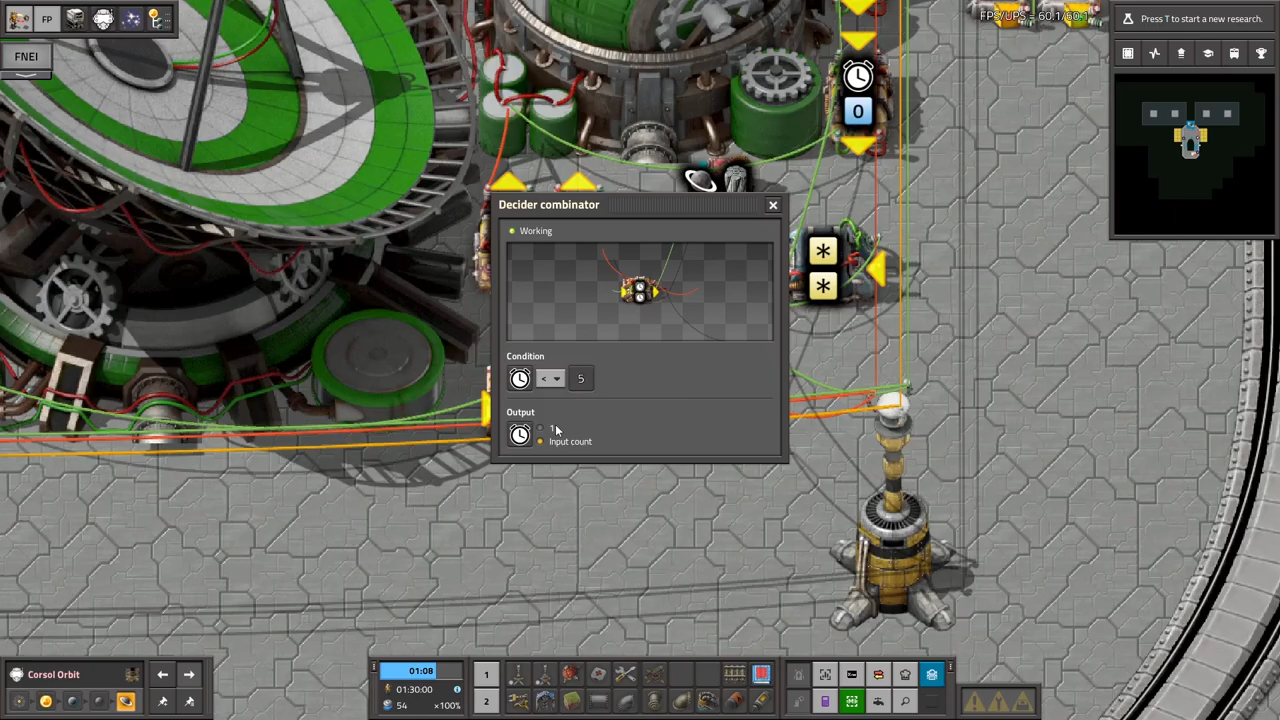 FP
FPS/UPS = 60.1/60.1
Press T to start a new research.
FNEI
0
Decider combinator
Working
Condition
< 5
Output
1
Input count
*
*
Corsol Orbit
01:08
01:30:00
54 ×100%
1
2